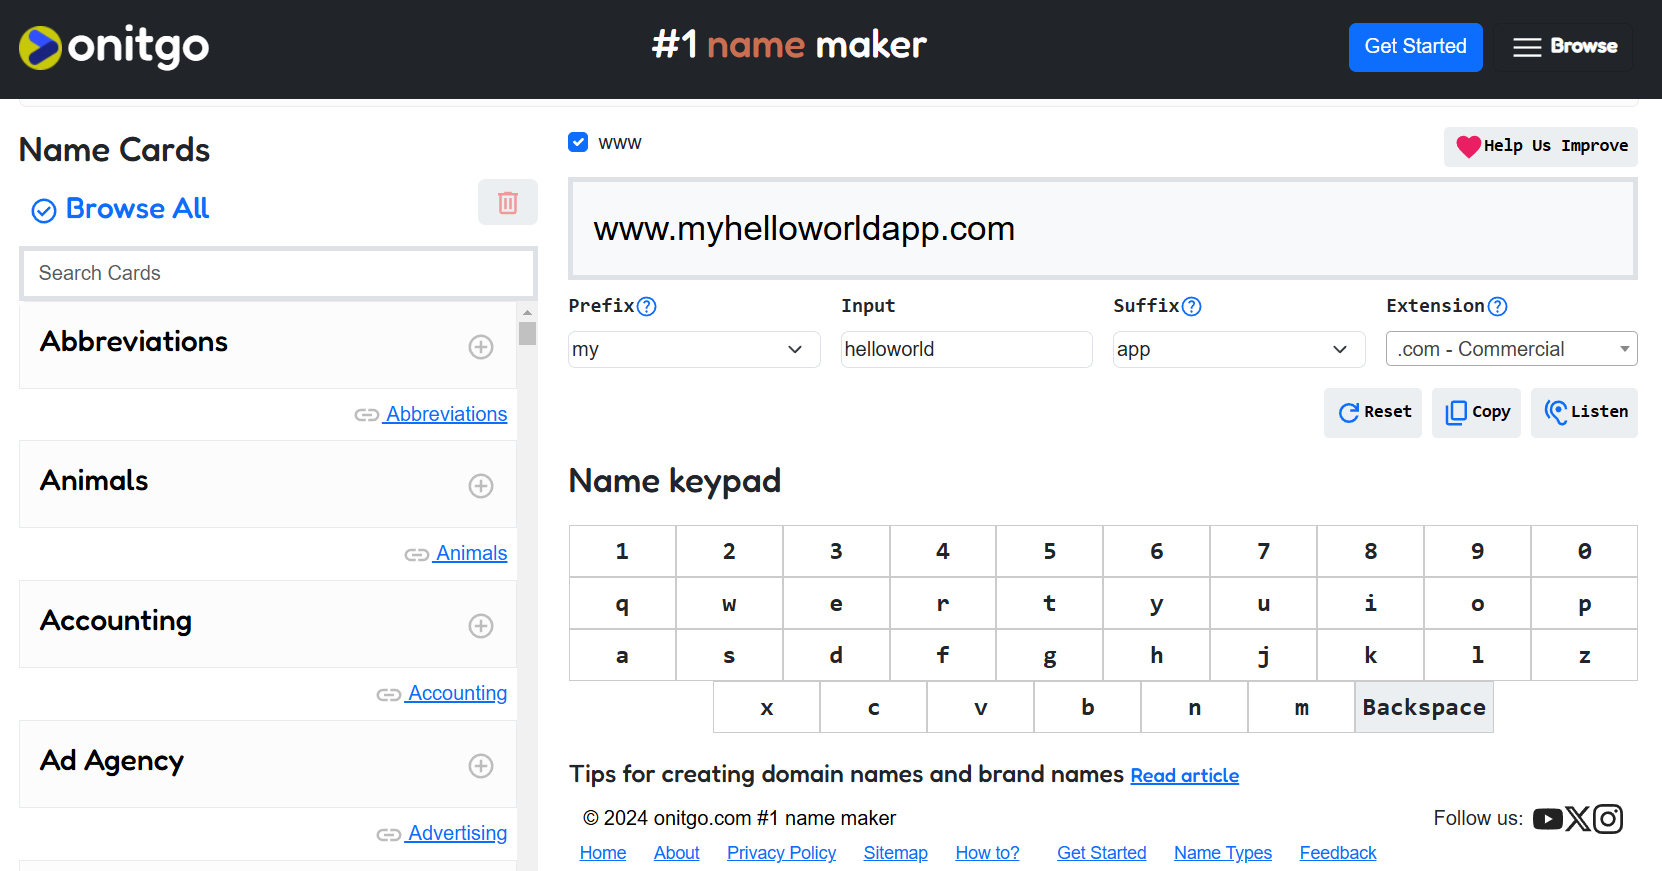 onitgo
#1 name maker
Get Started
Browse
Name Cards
Browse All
Search Cards
Abbreviations
Abbreviations
Animals
Animals
Accounting
Accounting
Ad Agency
Advertising
www
Help Us Improve
www.myhelloworldapp.com
Prefix Input Suffix Extension
my helloworld app .com - Commercial
Reset Copy Listen
Name keypad
1 2 3 4 5 6 7 8 9 0
q w e r t y u i o p
a s d f g h j k l z
x c v b n m Backspace
Tips for creating domain names and brand names Read article
© 2024 onitgo.com #1 name maker
Follow us:
Home About Privacy Policy Sitemap How to? Get Started Name Types Feedback